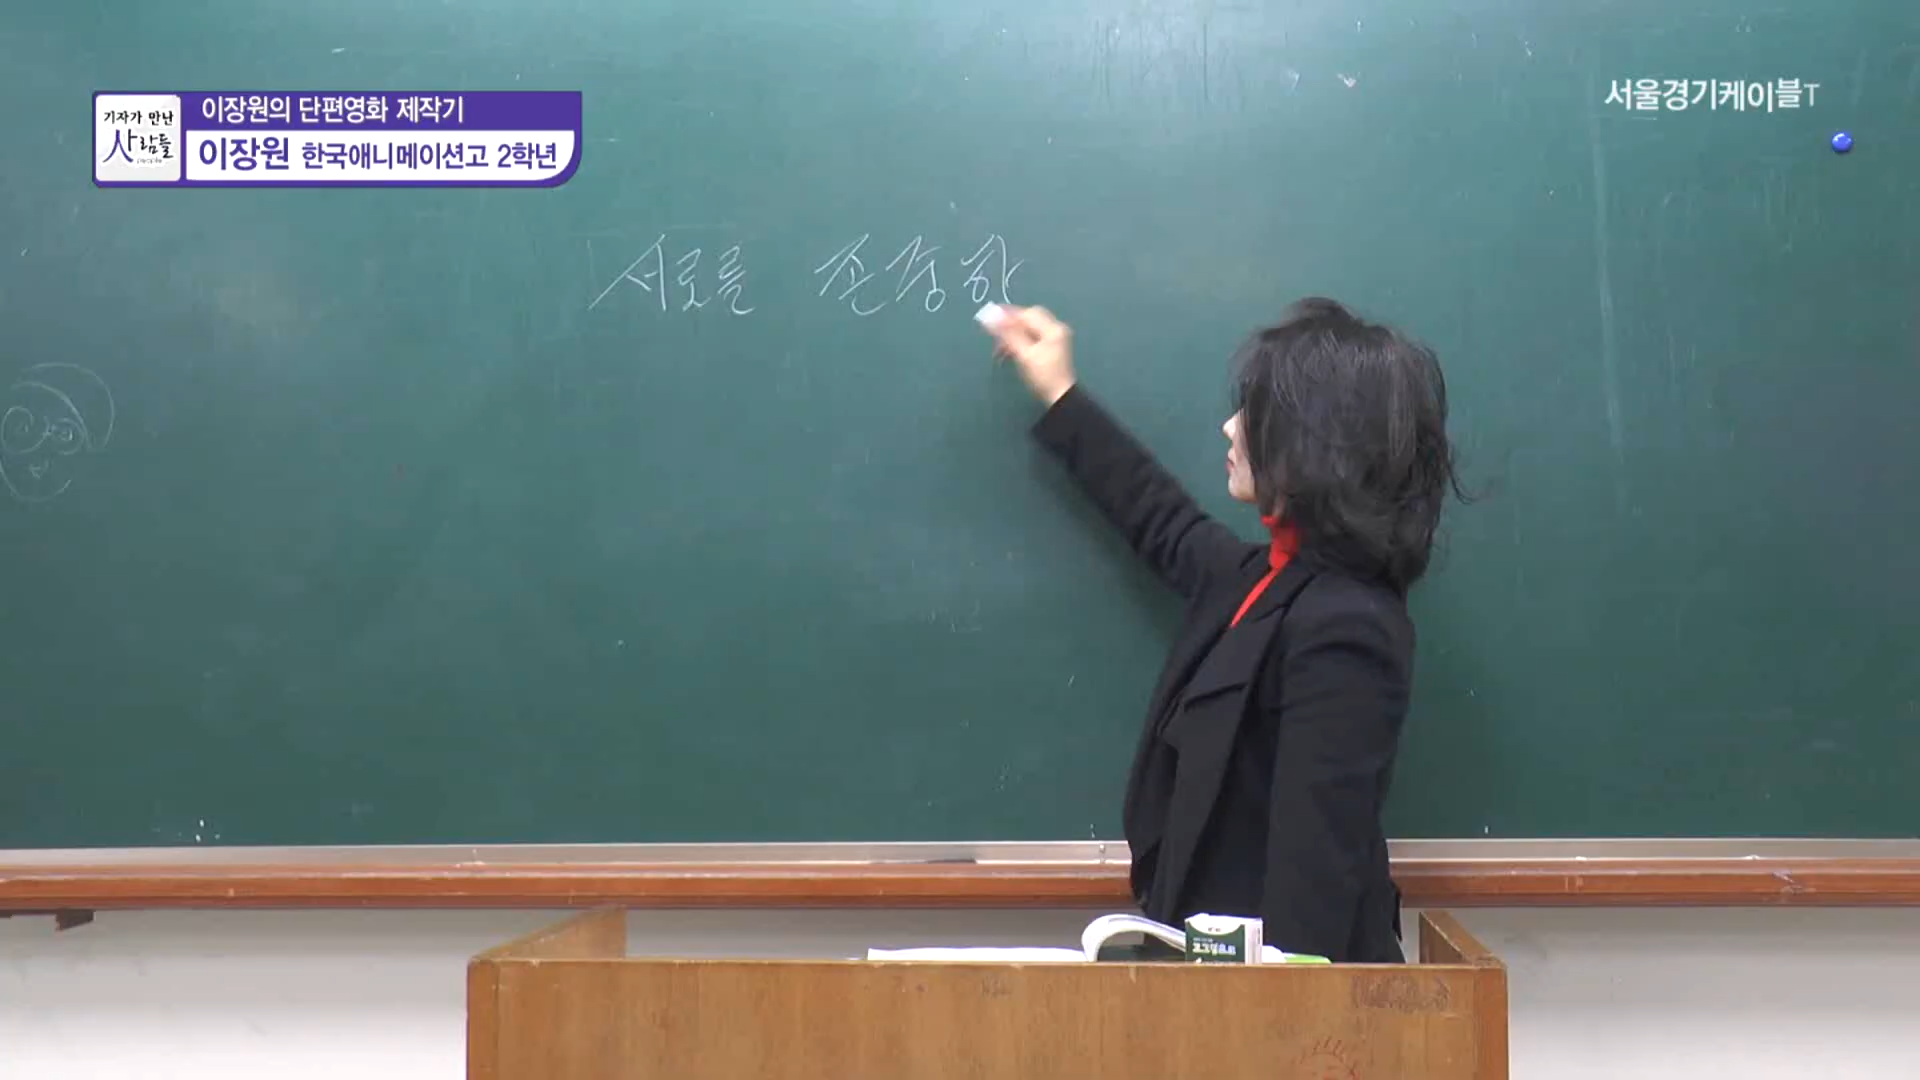 기자가 만난
사람들
people
이장원의 단편영화 제작기
이장원 한국애니메이션고 2학년
서울경기케이블T
서로를 존중하